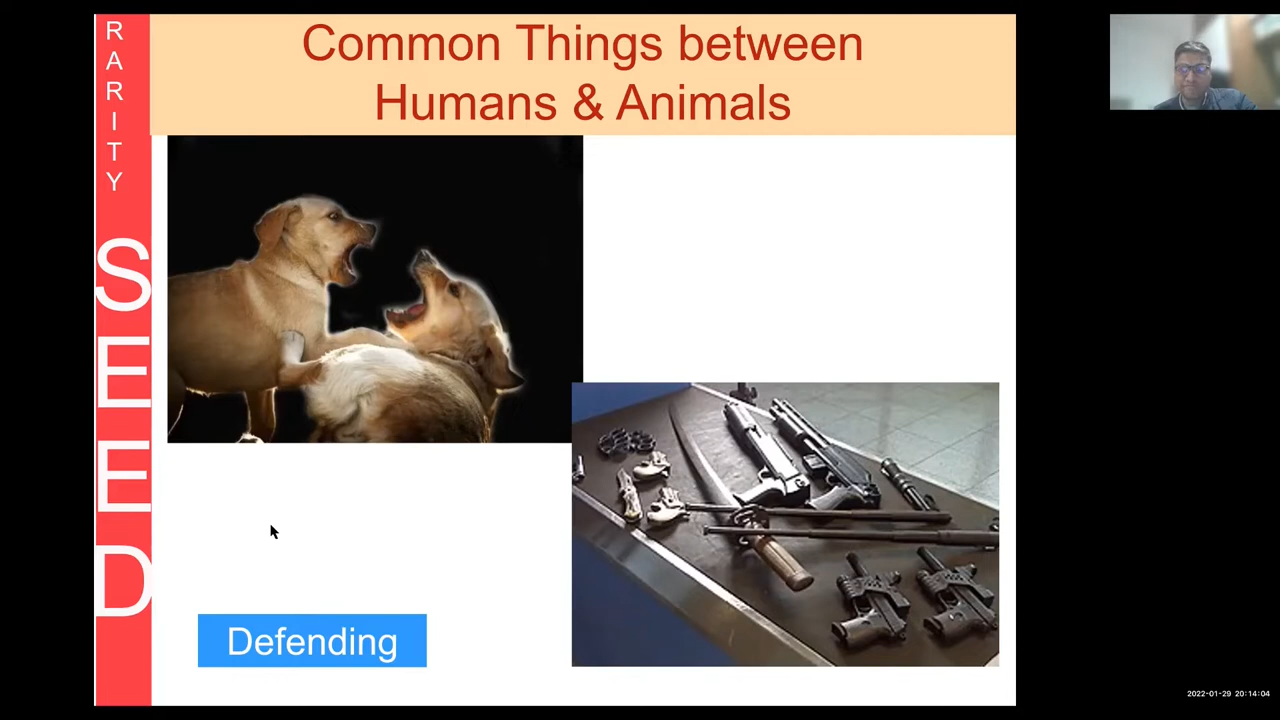 RARITY
SEED
Common Things between
Humans & Animals
Defending
2022-01-29 20:14:04